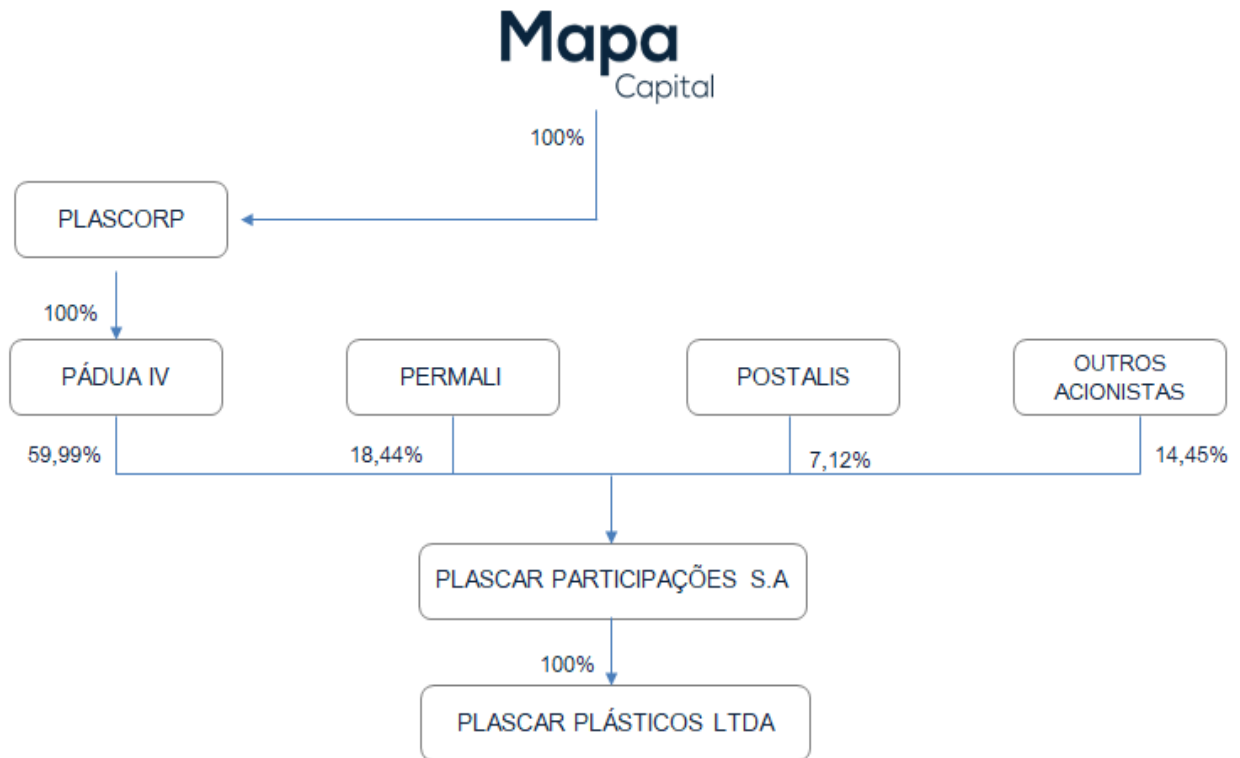 Mapa
Capital
100%
PLASCORP
100%
PÁDUA IV
PERMALI
POSTALIS
OUTROS
ACIONISTAS
59,99%
18,44%
7,12%
14,45%
PLASCAR PARTICIPAÇÕES S.A
100%
PLASCAR PLÁSTICOS LTDA